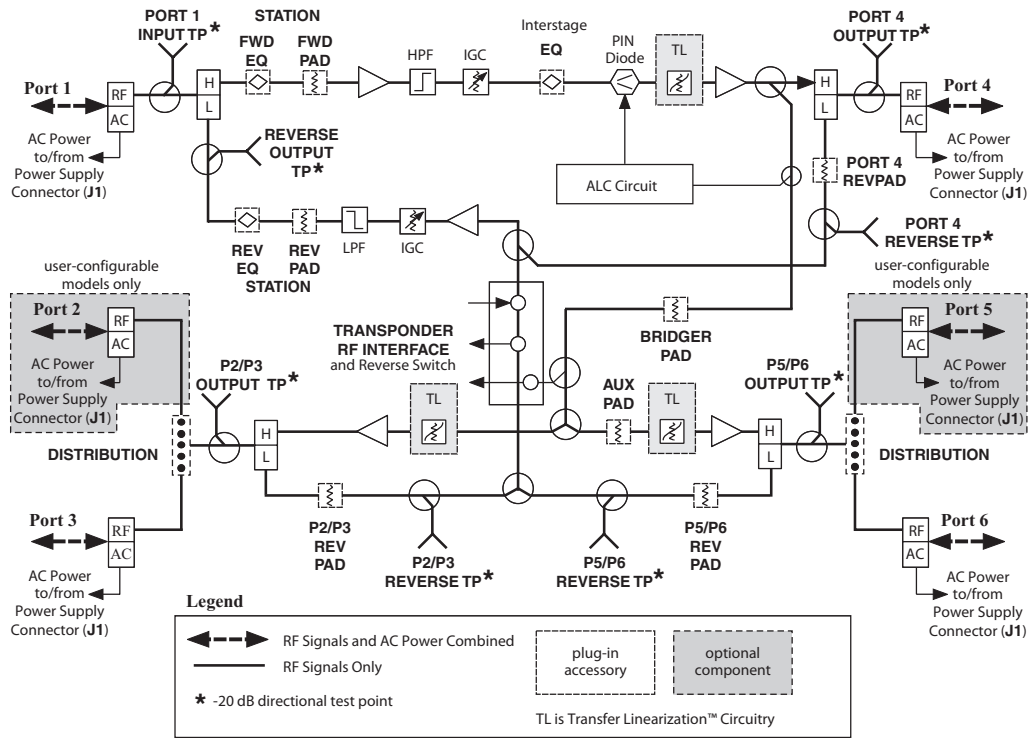 PORT 1
INPUT TP*
STATION
FWD
EQ
FWD
PAD
HPF
IGC
Interstage
EQ
PIN
Diode
TL
PORT 4
OUTPUT TP*
Port 1
RF
AC
H
L
H
L
RF
AC
Port 4
AC Power
to/from
Power Supply
Connector (J1)
REVERSE
OUTPUT
TP*
ALC Circuit
PORT 4
REVPAD
AC Power
to/from
Power Supply
Connector (J1)
REV
EQ
REV
PAD
STATION
LPF
IGC
PORT 4
REVERSE TP*
user-configurable
models only
Port 2
RF
AC
AC Power
to/from
Power Supply
Connector (J1)
P2/P3
OUTPUT TP*
TRANSPONDER
RF INTERFACE
and Reverse Switch
BRIDGER
PAD
user-configurable
models only
RF
AC
Port 5
AC Power
to/from
Power Supply
Connector (J1)
TL
AUX
PAD
TL
P5/P6
OUTPUT TP*
DISTRIBUTION
H
L
H
L
DISTRIBUTION
Port 3
RF
AC
AC Power
to/from
Power Supply
Connector (J1)
P2/P3
REV
PAD
P2/P3
REVERSE TP*
P5/P6
REVERSE TP*
P5/P6
REV
PAD
RF
AC
Port 6
AC Power
to/from
Power Supply
Connector (J1)
Legend
RF Signals and AC Power Combined
RF Signals Only
* -20 dB directional test point
plug-in
accessory
optional
component
TL is Transfer Linearization™ Circuitry